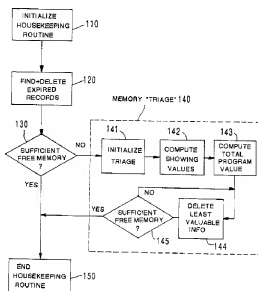 INITIALIZE
HOUSEKEEPING
ROUTINE
110
FIND+DELETE
EXPIRED
RECORDS
120
MEMORY "TRIAGE" 140
130
SUFFICIENT
FREE MEMORY
?
NO
YES
141
INITIALIZE
TRIAGE
142
COMPUTE
SHOWING
VALUES
143
COMPUTE
TOTAL
PROGRAM
VALUE
NO
YES
SUFFICIENT
FREE MEMORY
?
145
DELETE
LEAST
VALUABLE
INFO
144
END
HOUSEKEEPING
ROUTINE
150